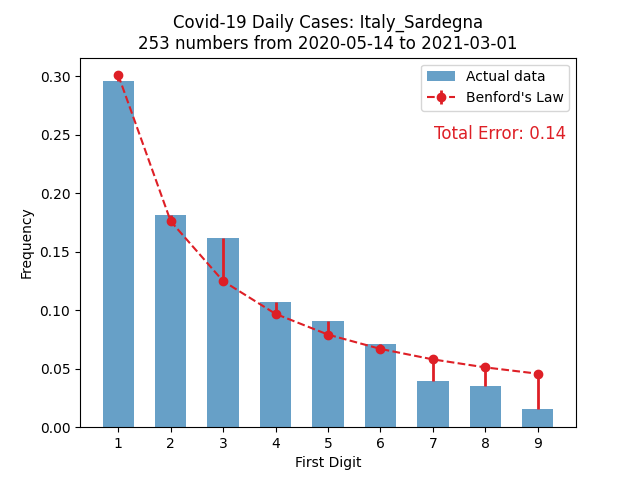 Covid-19 Daily Cases: Italy_Sardegna
253 numbers from 2020-05-14 to 2021-03-01
Actual data
Benford's Law
Total Error: 0.14
Frequency
0.30
0.25
0.20
0.15
0.10
0.05
0.00
1 2 3 4 5 6 7 8 9
First Digit